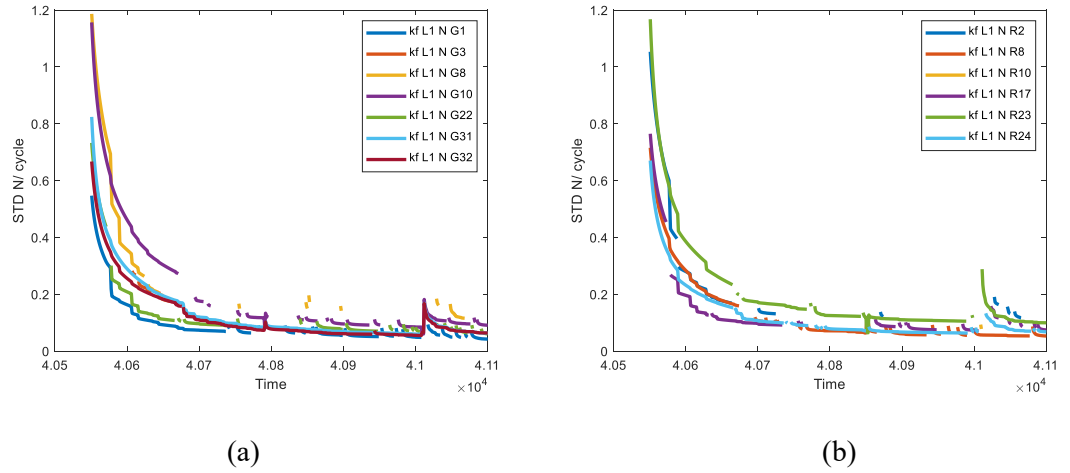 1.2
1
0.8
0.6
0.4
0.2
0
STD N/ cycle
4.05
4.06
4.07
4.08
4.09
4.1
4.11
×10⁴
Time
kf L1 N G1
kf L1 N G3
kf L1 N G8
kf L1 N G10
kf L1 N G22
kf L1 N G31
kf L1 N G32
(a)
1.2
1
0.8
0.6
0.4
0.2
0
STD N/ cycle
4.05
4.06
4.07
4.08
4.09
4.1
4.11
×10⁴
Time
kf L1 N R2
kf L1 N R8
kf L1 N R10
kf L1 N R17
kf L1 N R23
kf L1 N R24
(b)